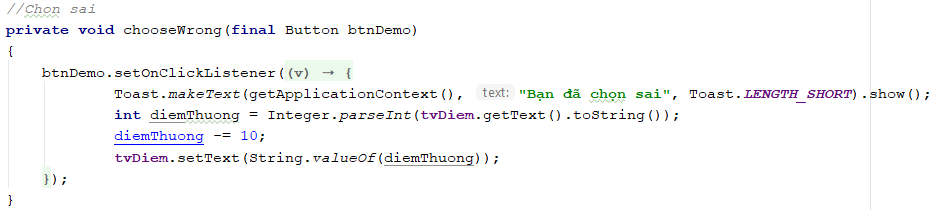 //Chọn sai
private void chooseWrong(final Button btnDemo)
{
btnDemo.setOnClickListener((v) → {
Toast.makeText(getApplicationContext(), text: "Bạn đã chọn sai", Toast.LENGTH_SHORT).show();
int diemThuong = Integer.parseInt(tvDiem.getText().toString());
diemThuong -= 10;
tvDiem.setText(String.valueOf(diemThuong));
});
}